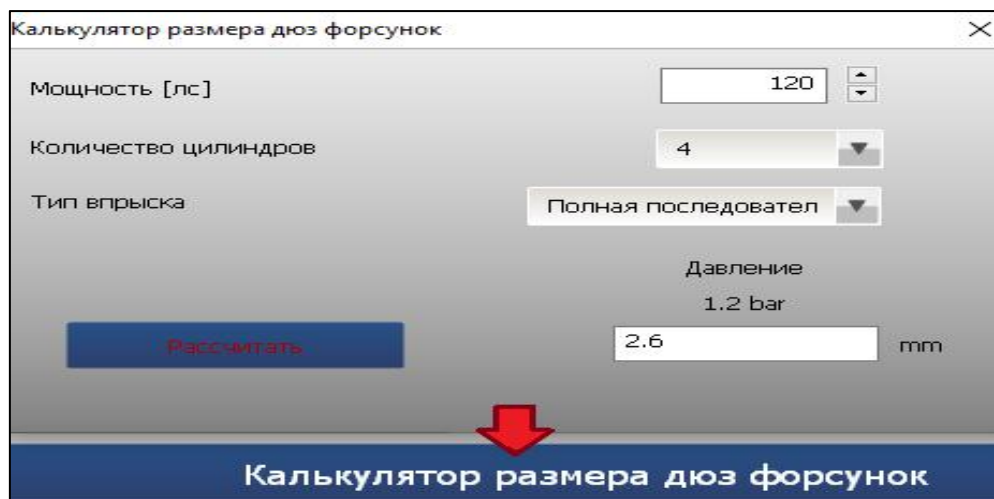 Калькулятор размера дюз форсунок
Мощность [лс] 120
Количество цилиндров 4
Тип впрыска Полная последовател
Давление
1.2 bar
Рассчитать 2.6 mm
Калькулятор размера дюз форсунок